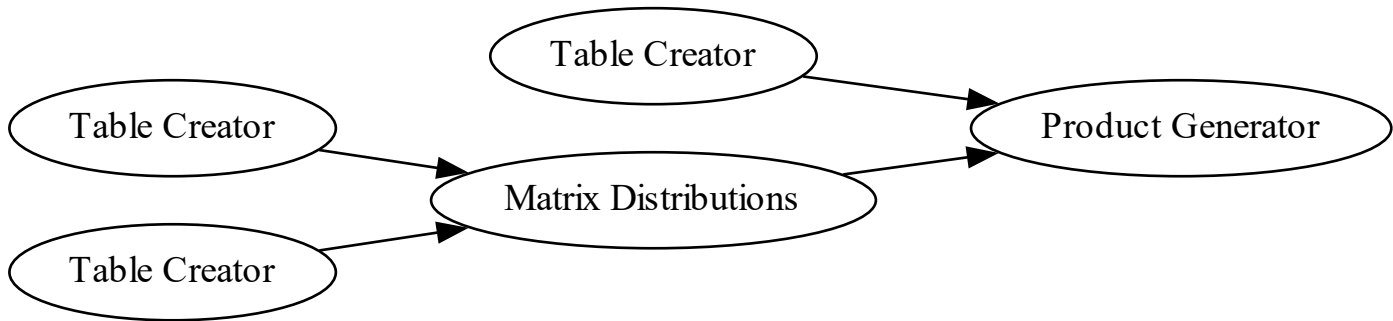 Table Creator
Table Creator
Product Generator
Matrix Distributions
Table Creator